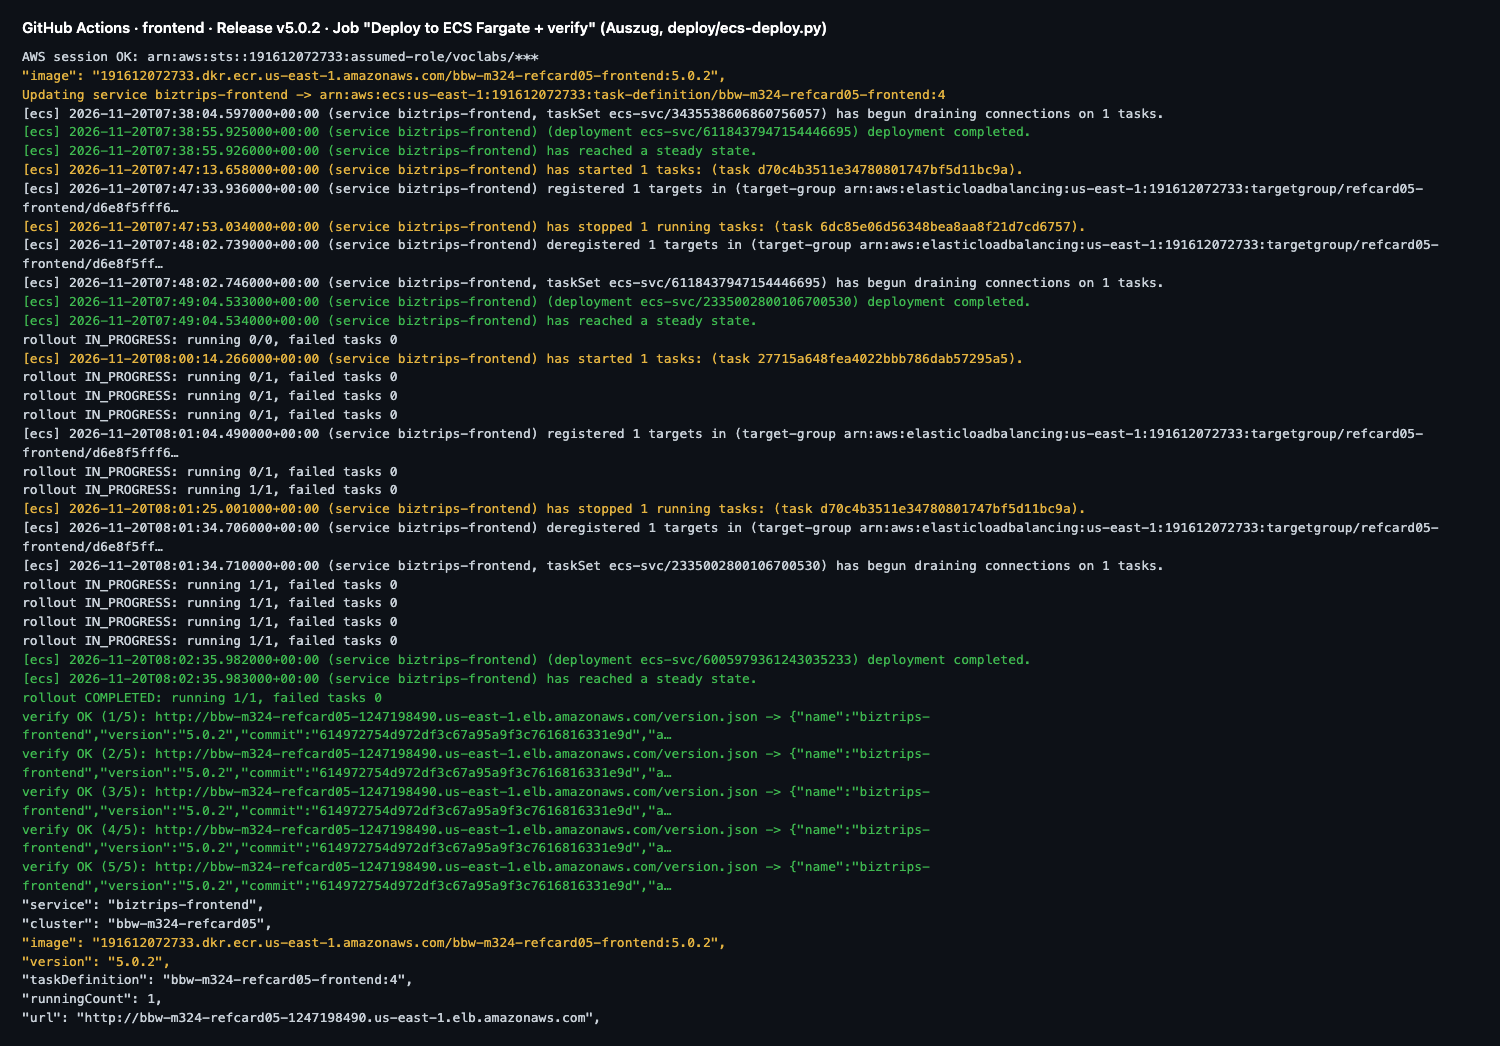 GitHub Actions · frontend · Release v5.0.2 · Job "Deploy to ECS Fargate + verify" (Auszug, deploy/ecs-deploy.py)
AWS session OK: arn:aws:sts::191612072733:assumed-role/voclabs/***
"image": "191612072733.dkr.ecr.us-east-1.amazonaws.com/bbw-m324-refcard05-frontend:5.0.2",
Updating service biztrips-frontend -> arn:aws:ecs:us-east-1:191612072733:task-definition/bbw-m324-refcard05-frontend:4
[ecs] 2026-11-20T07:38:04.597000+00:00 (service biztrips-frontend, taskSet ecs-svc/3435538606860756057) has begun draining connections on 1 tasks.
[ecs] 2026-11-20T07:38:55.925000+00:00 (service biztrips-frontend) (deployment ecs-svc/6118437947154446695) deployment completed.
[ecs] 2026-11-20T07:38:55.926000+00:00 (service biztrips-frontend) has reached a steady state.
[ecs] 2026-11-20T07:47:13.658000+00:00 (service biztrips-frontend) has started 1 tasks: (task d70c4b3511e34780801747bf5d11bc9a).
[ecs] 2026-11-20T07:47:33.936000+00:00 (service biztrips-frontend) registered 1 targets in (target-group arn:aws:elasticloadbalancing:us-east-1:191612072733:targetgroup/refcard05-
frontend/d6e8f5fff6…
[ecs] 2026-11-20T07:47:53.034000+00:00 (service biztrips-frontend) has stopped 1 running tasks: (task 6dc85e06d56348bea8aa8f21d7cd6757).
[ecs] 2026-11-20T07:48:02.739000+00:00 (service biztrips-frontend) deregistered 1 targets in (target-group arn:aws:elasticloadbalancing:us-east-1:191612072733:targetgroup/refcard05-
frontend/d6e8f5ff…
[ecs] 2026-11-20T07:48:02.746000+00:00 (service biztrips-frontend, taskSet ecs-svc/6118437947154446695) has begun draining connections on 1 tasks.
[ecs] 2026-11-20T07:49:04.533000+00:00 (service biztrips-frontend) (deployment ecs-svc/2335002800106700530) deployment completed.
[ecs] 2026-11-20T07:49:04.534000+00:00 (service biztrips-frontend) has reached a steady state.
rollout IN_PROGRESS: running 0/0, failed tasks 0
[ecs] 2026-11-20T08:00:14.266000+00:00 (service biztrips-frontend) has started 1 tasks: (task 27715a648fea4022bbb786dab57295a5).
rollout IN_PROGRESS: running 0/1, failed tasks 0
rollout IN_PROGRESS: running 0/1, failed tasks 0
rollout IN_PROGRESS: running 0/1, failed tasks 0
[ecs] 2026-11-20T08:01:04.490000+00:00 (service biztrips-frontend) registered 1 targets in (target-group arn:aws:elasticloadbalancing:us-east-1:191612072733:targetgroup/refcard05-
frontend/d6e8f5fff6…
rollout IN_PROGRESS: running 0/1, failed tasks 0
rollout IN_PROGRESS: running 1/1, failed tasks 0
[ecs] 2026-11-20T08:01:25.001000+00:00 (service biztrips-frontend) has stopped 1 running tasks: (task d70c4b3511e34780801747bf5d11bc9a).
[ecs] 2026-11-20T08:01:34.706000+00:00 (service biztrips-frontend) deregistered 1 targets in (target-group arn:aws:elasticloadbalancing:us-east-1:191612072733:targetgroup/refcard05-
frontend/d6e8f5ff…
[ecs] 2026-11-20T08:01:34.710000+00:00 (service biztrips-frontend, taskSet ecs-svc/2335002800106700530) has begun draining connections on 1 tasks.
rollout IN_PROGRESS: running 1/1, failed tasks 0
rollout IN_PROGRESS: running 1/1, failed tasks 0
rollout IN_PROGRESS: running 1/1, failed tasks 0
rollout IN_PROGRESS: running 1/1, failed tasks 0
[ecs] 2026-11-20T08:02:35.982000+00:00 (service biztrips-frontend) (deployment ecs-svc/6005979361243035233) deployment completed.
[ecs] 2026-11-20T08:02:35.983000+00:00 (service biztrips-frontend) has reached a steady state.
rollout COMPLETED: running 1/1, failed tasks 0
verify OK (1/5): http://bbw-m324-refcard05-1247198490.us-east-1.elb.amazonaws.com/version.json -> {"name":"biztrips-
frontend","version":"5.0.2","commit":"614972754d972df3c67a95a9f3c7616816331e9d","a…
verify OK (2/5): http://bbw-m324-refcard05-1247198490.us-east-1.elb.amazonaws.com/version.json -> {"name":"biztrips-
frontend","version":"5.0.2","commit":"614972754d972df3c67a95a9f3c7616816331e9d","a…
verify OK (3/5): http://bbw-m324-refcard05-1247198490.us-east-1.elb.amazonaws.com/version.json -> {"name":"biztrips-
frontend","version":"5.0.2","commit":"614972754d972df3c67a95a9f3c7616816331e9d","a…
verify OK (4/5): http://bbw-m324-refcard05-1247198490.us-east-1.elb.amazonaws.com/version.json -> {"name":"biztrips-
frontend","version":"5.0.2","commit":"614972754d972df3c67a95a9f3c7616816331e9d","a…
verify OK (5/5): http://bbw-m324-refcard05-1247198490.us-east-1.elb.amazonaws.com/version.json -> {"name":"biztrips-
frontend","version":"5.0.2","commit":"614972754d972df3c67a95a9f3c7616816331e9d","a…
"service": "biztrips-frontend",
"cluster": "bbw-m324-refcard05",
"image": "191612072733.dkr.ecr.us-east-1.amazonaws.com/bbw-m324-refcard05-frontend:5.0.2",
"version": "5.0.2",
"taskDefinition": "bbw-m324-refcard05-frontend:4",
"runningCount": 1,
"url": "http://bbw-m324-refcard05-1247198490.us-east-1.elb.amazonaws.com",